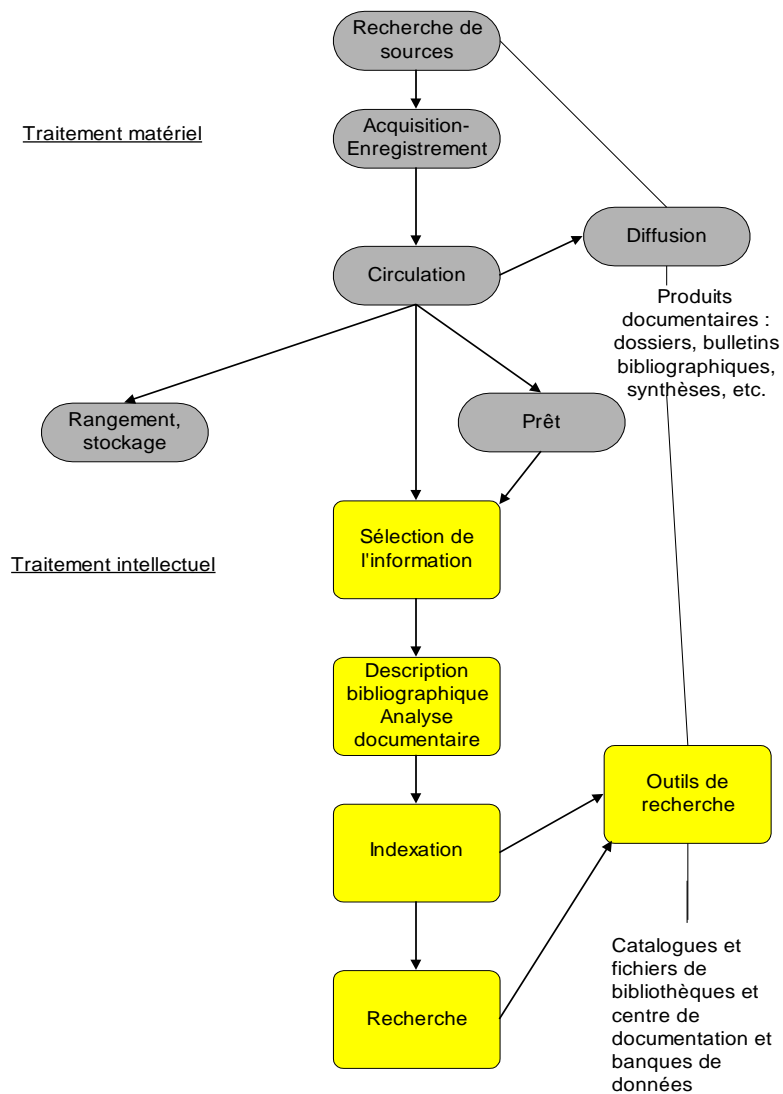 Recherche de
sources
Traitement matériel
Acquisition-
Enregistrement
Diffusion
Circulation
Produits
documentaires :
dossiers, bulletins
bibliographiques,
synthèses, etc.
Rangement,
stockage
Prêt
Sélection de
l'information
Traitement intellectuel
Description
bibliographique
Analyse
documentaire
Outils de
recherche
Indexation
Catalogues et
fichiers de
bibliothèques et
centre de
documentation et
banques de
données
Recherche